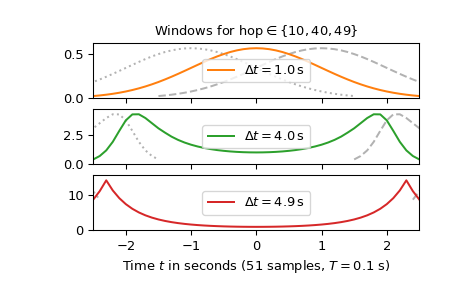 Windows for hop ∈ {10, 40, 49}
0.5
0.0
Δt = 1.0 s
2.5
0.0
Δt = 4.0 s
10
0
Δt = 4.9 s
−2 −1 0 1 2
Time t in seconds (51 samples, T = 0.1 s)